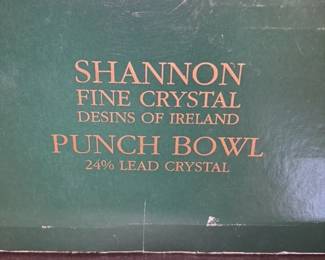 SHANNON
FINE CRYSTAL
DESINS OF IRELAND
PUNCH BOWL
24% LEAD CRYSTAL